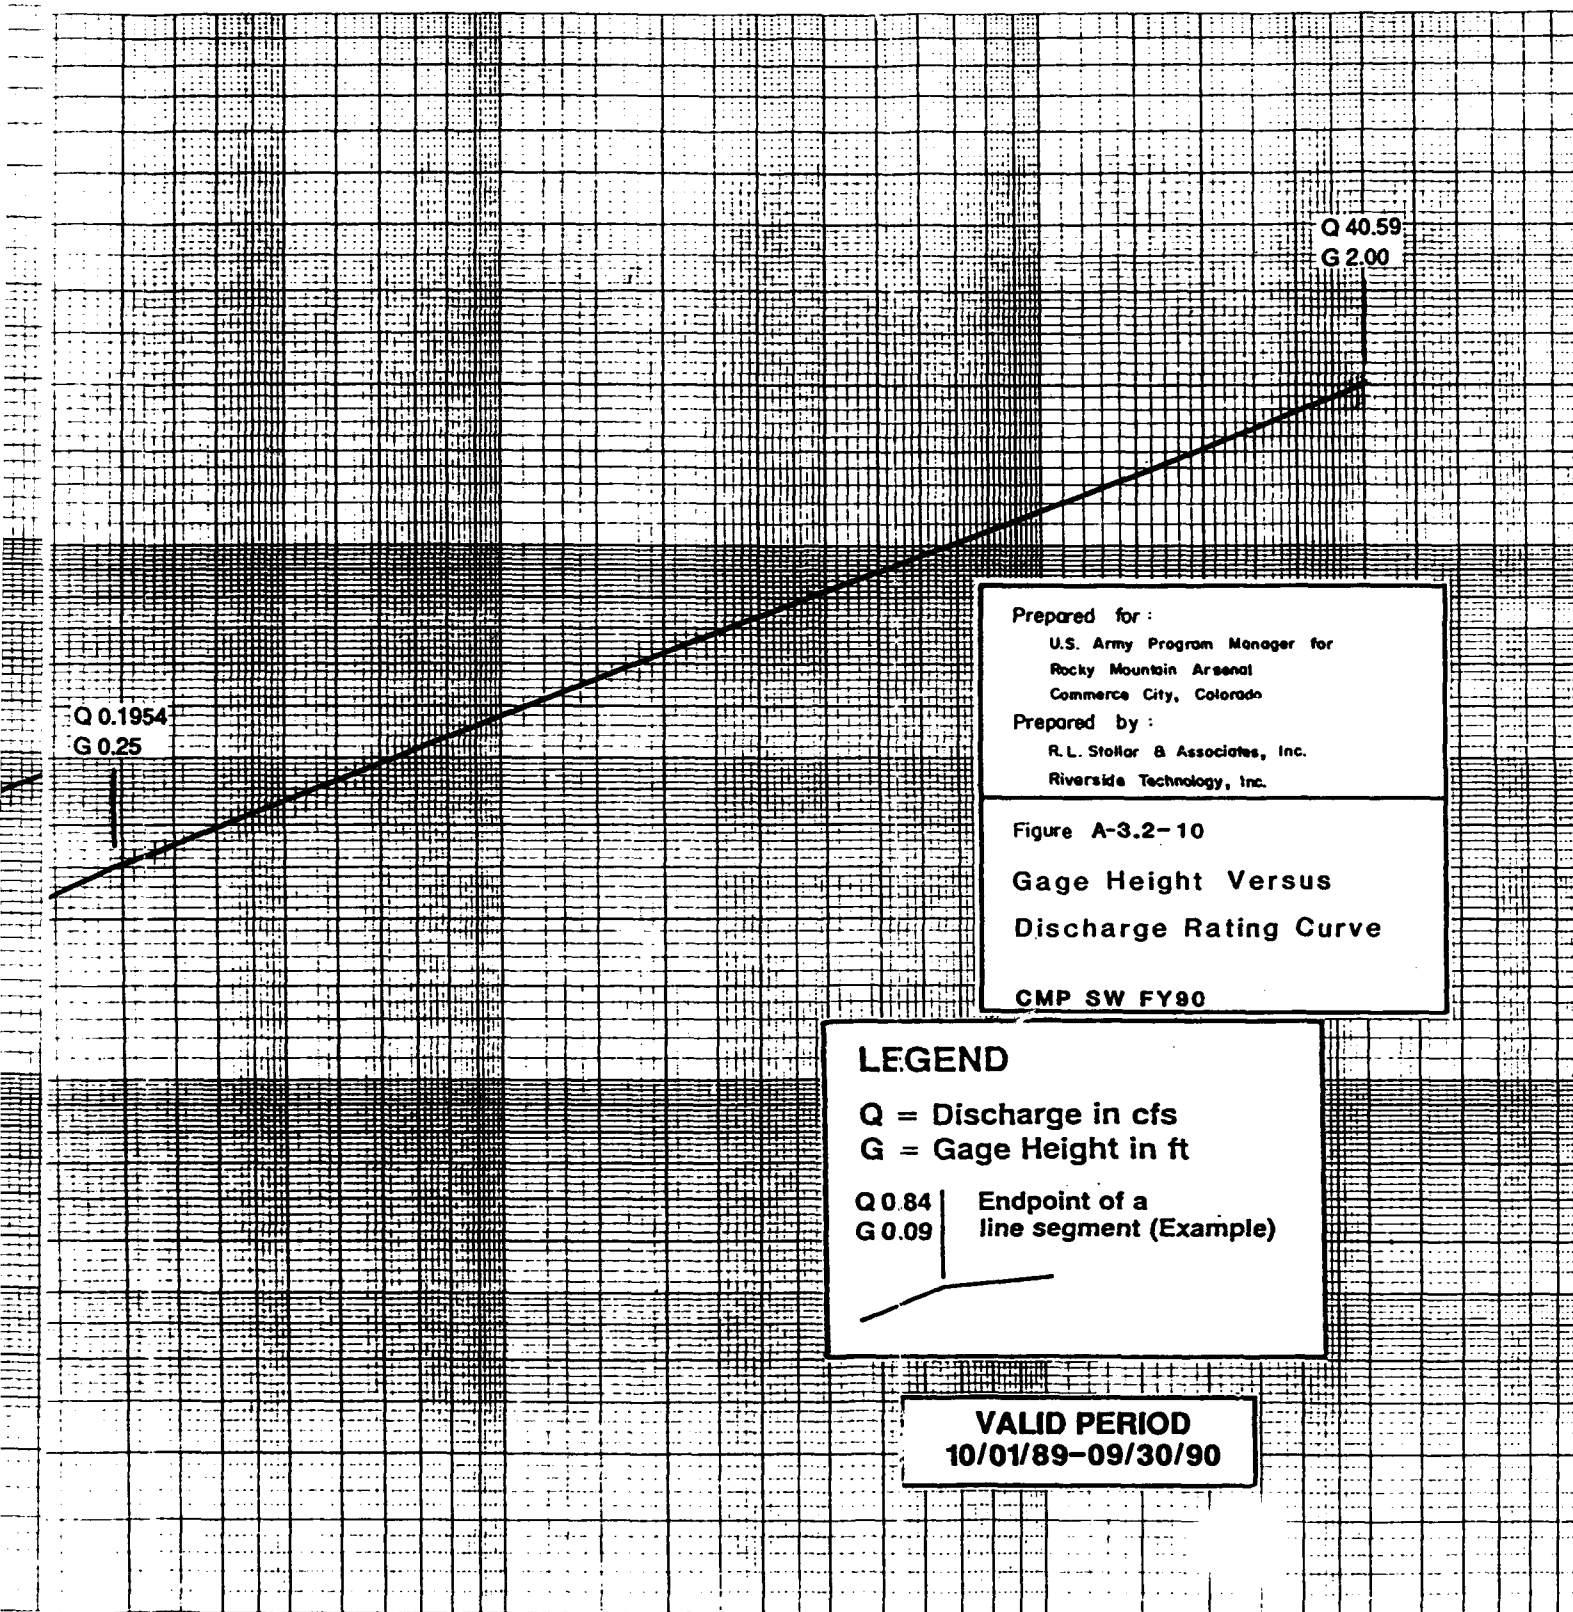 Q 40.59
G 2.00
Q 0.1954
G 0.25
Prepared for :
U.S. Army Program Manager for
Rocky Mountain Arsenal
Commerce City, Colorado
Prepared by :
R.L. Stollar & Associates, Inc.
Riverside Technology, Inc.
Figure A-3.2-10
Gage Height Versus
Discharge Rating Curve
CMP SW FY90
LEGEND
Q = Discharge in cfs
G = Gage Height in ft
Q 0.84 Endpoint of a
G 0.09 line segment (Example)
VALID PERIOD
10/01/89-09/30/90